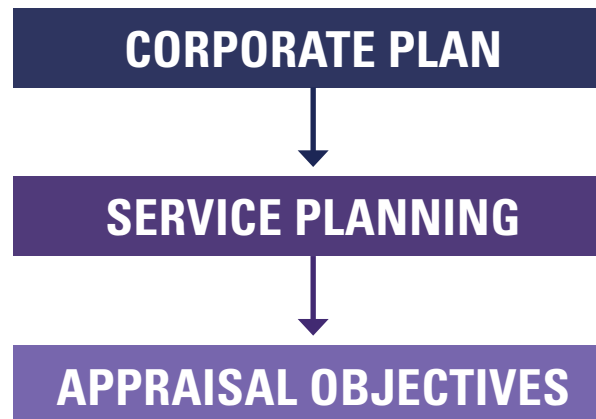 CORPORATE PLAN
SERVICE PLANNING
APPRAISAL OBJECTIVES